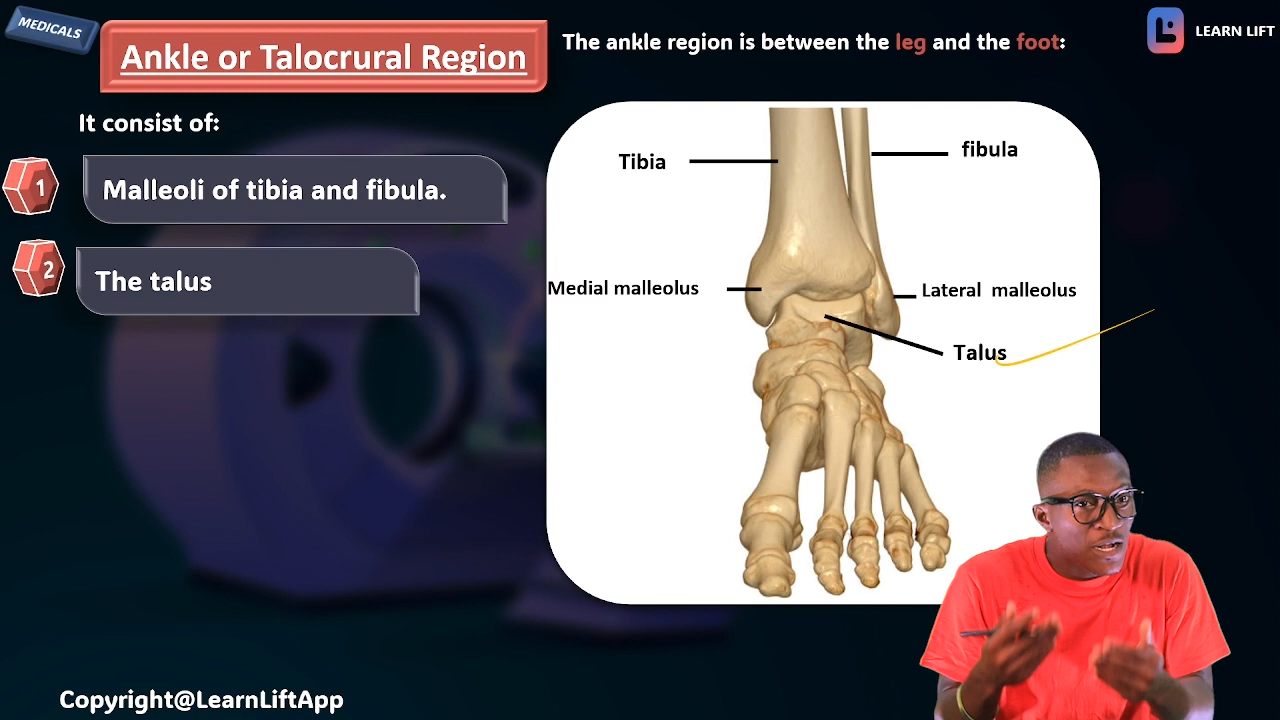 MEDICALS
Ankle or Talocrural Region
The ankle region is between the leg and the foot:
LEARN LIFT
It consist of:
1
Malleoli of tibia and fibula.
2
The talus
Tibia
fibula
Medial malleolus
Lateral malleolus
Talus
Copyright@LearnLiftApp